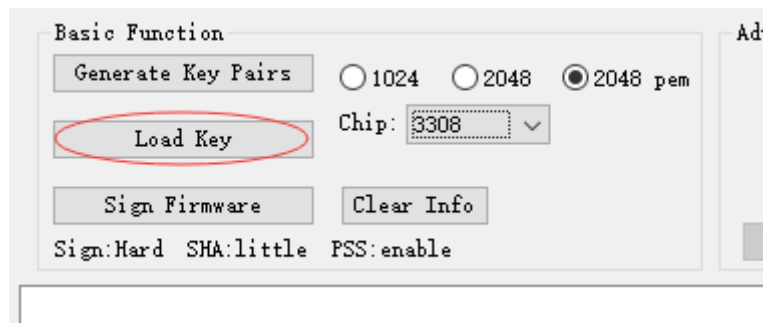 Basic Function
Ad
Generate Key Pairs 1024 2048 2048 pem
Load Key Chip: 3308
Sign Firmware Clear Info
Sign:Hard SHA:little PSS:enable